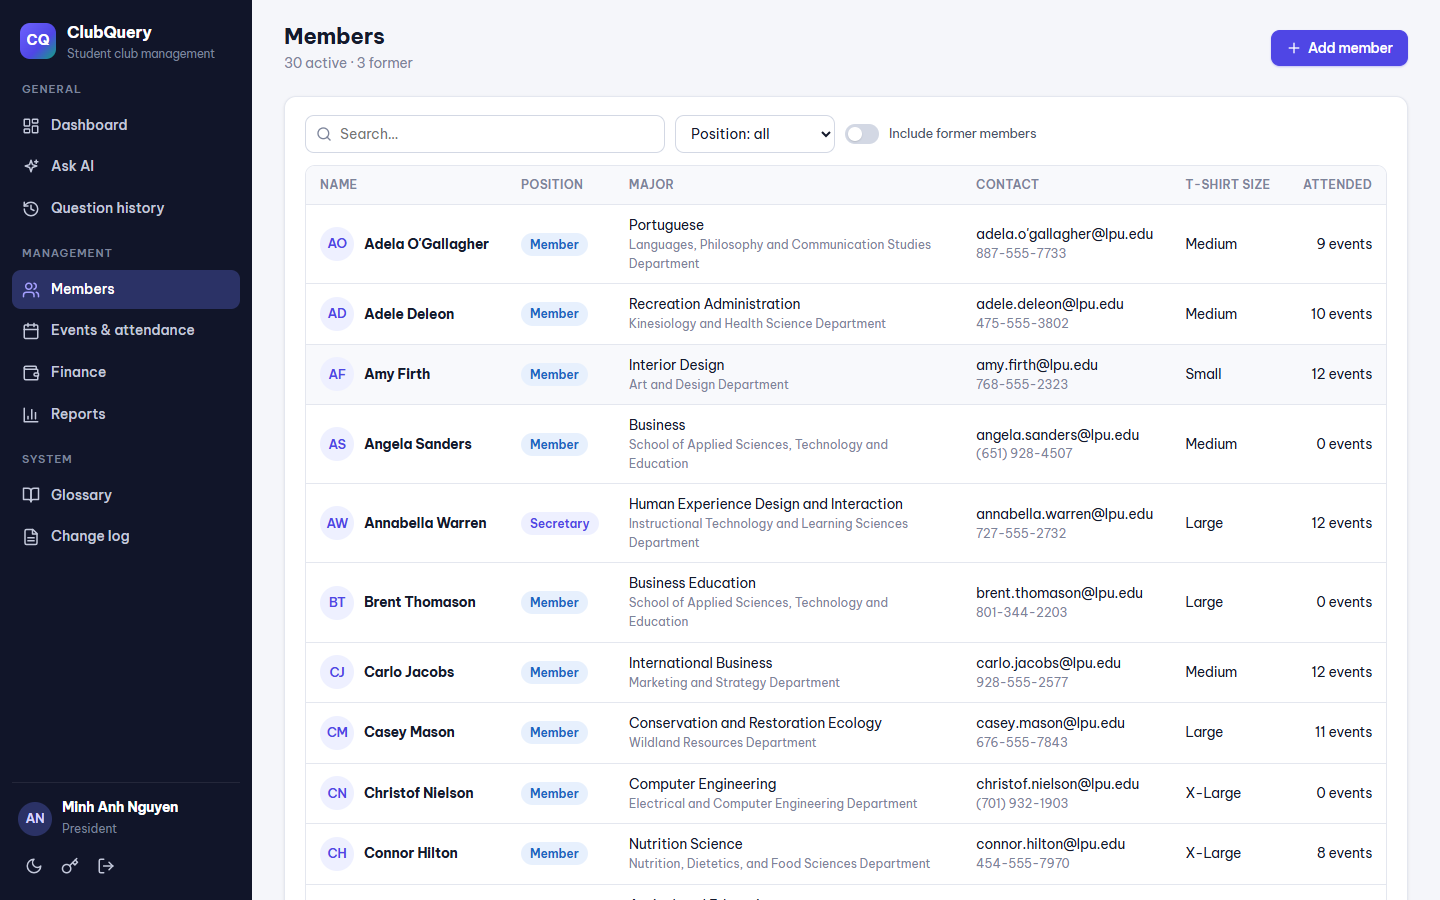 CQ
ClubQuery
Student club management
GENERAL
Dashboard
Ask AI
Question history
MANAGEMENT
Members
Events & attendance
Finance
Reports
SYSTEM
Glossary
Change log
AN
Minh Anh Nguyen
President
Members
30 active · 3 former
Add member
Search...
Position: all
Include former members
NAME POSITION MAJOR CONTACT T-SHIRT SIZE ATTENDED
AO Adela O'Gallagher Member Portuguese adela.o'gallagher@lpu.edu Medium 9 events
Languages, Philosophy and Communication Studies 887-555-7733
Department
AD Adele Deleon Member Recreation Administration adele.deleon@lpu.edu Medium 10 events
Kinesiology and Health Science Department 475-555-3802
AF Amy Firth Member Interior Design amy.firth@lpu.edu Small 12 events
Art and Design Department 768-555-2323
AS Angela Sanders Member Business angela.sanders@lpu.edu Medium 0 events
School of Applied Sciences, Technology and (651) 928-4507
Education
AW Annabella Warren Secretary Human Experience Design and Interaction annabella.warren@lpu.edu Large 12 events
Instructional Technology and Learning Sciences 727-555-2732
Department
BT Brent Thomason Member Business Education brent.thomason@lpu.edu Large 0 events
School of Applied Sciences, Technology and 801-344-2203
Education
CJ Carlo Jacobs Member International Business carlo.jacobs@lpu.edu Medium 12 events
Marketing and Strategy Department 928-555-2577
CM Casey Mason Member Conservation and Restoration Ecology casey.mason@lpu.edu Large 11 events
Wildland Resources Department 676-555-7843
CN Christof Nielson Member Computer Engineering christof.nielson@lpu.edu X-Large 0 events
Electrical and Computer Engineering Department (701) 932-1903
CH Connor Hilton Member Nutrition Science connor.hilton@lpu.edu X-Large 8 events
Nutrition, Dietetics, and Food Sciences Department 454-555-7970